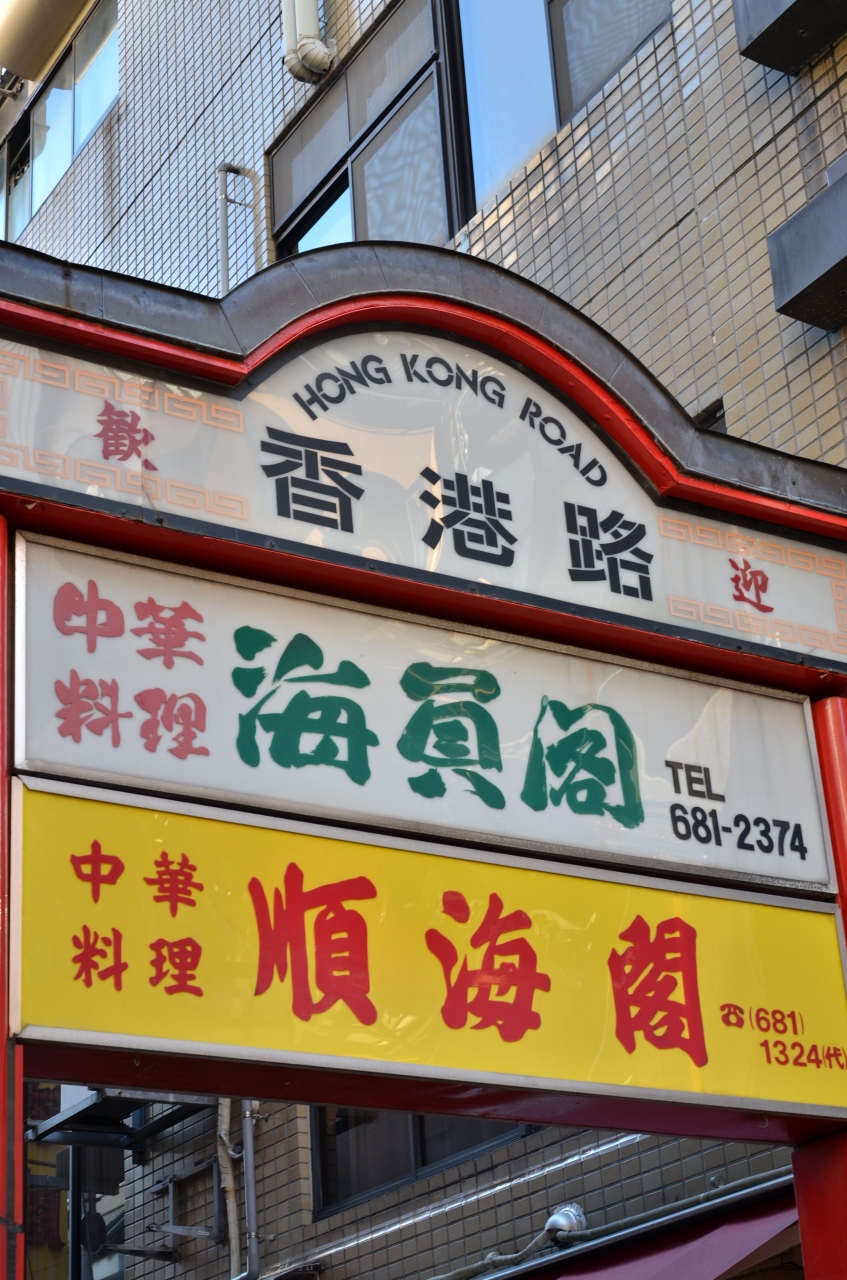 HONG KONG ROAD
歓 香港路 迎
中華
料理
海員閣
TEL
681-2374
中華
料理
順海閣
☎(681)
1324(代)